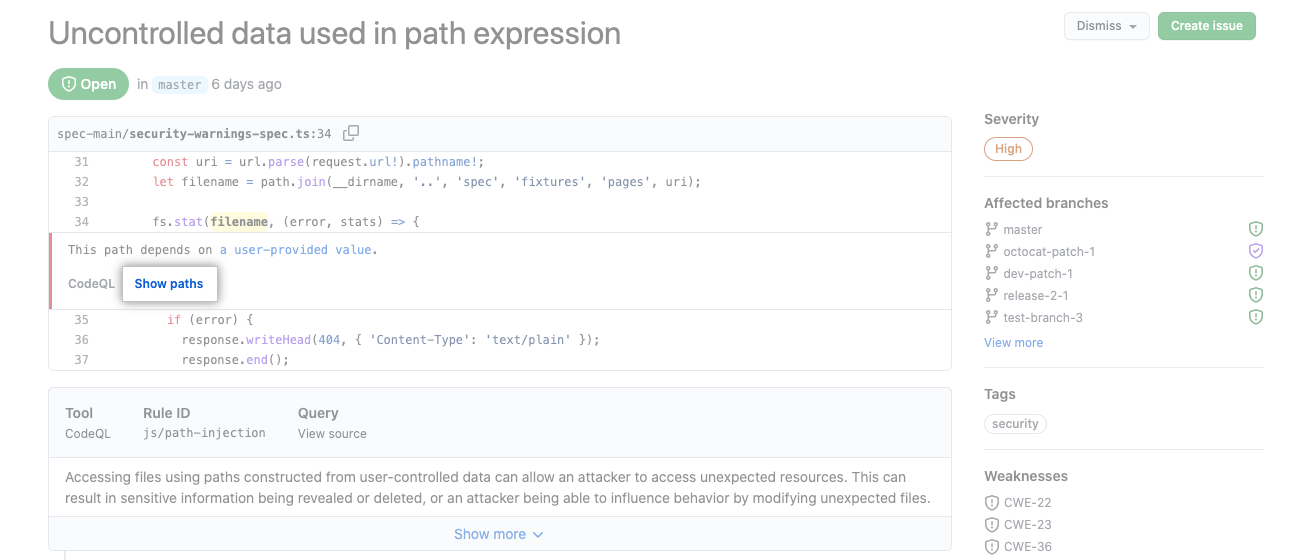 Uncontrolled data used in path expression
Dismiss
Create issue
Open in master 6 days ago
spec-main/security-warnings-spec.ts:34
31 const uri = url.parse(request.url!).pathname!;
32 let filename = path.join(__dirname, '..', 'spec', 'fixtures', 'pages', uri);
33
34 fs.stat(filename, (error, stats) => {
This path depends on a user-provided value.
CodeQL Show paths
35 if (error) {
36 response.writeHead(404, { 'Content-Type': 'text/plain' });
37 response.end();
Tool Rule ID Query
CodeQL js/path-injection View source
Accessing files using paths constructed from user-controlled data can allow an attacker to access unexpected resources. This can
result in sensitive information being revealed or deleted, or an attacker being able to influence behavior by modifying unexpected files.
Show more
Severity
High
Affected branches
master
octocat-patch-1
dev-patch-1
release-2-1
test-branch-3
View more
Tags
security
Weaknesses
CWE-22
CWE-23
CWE-36